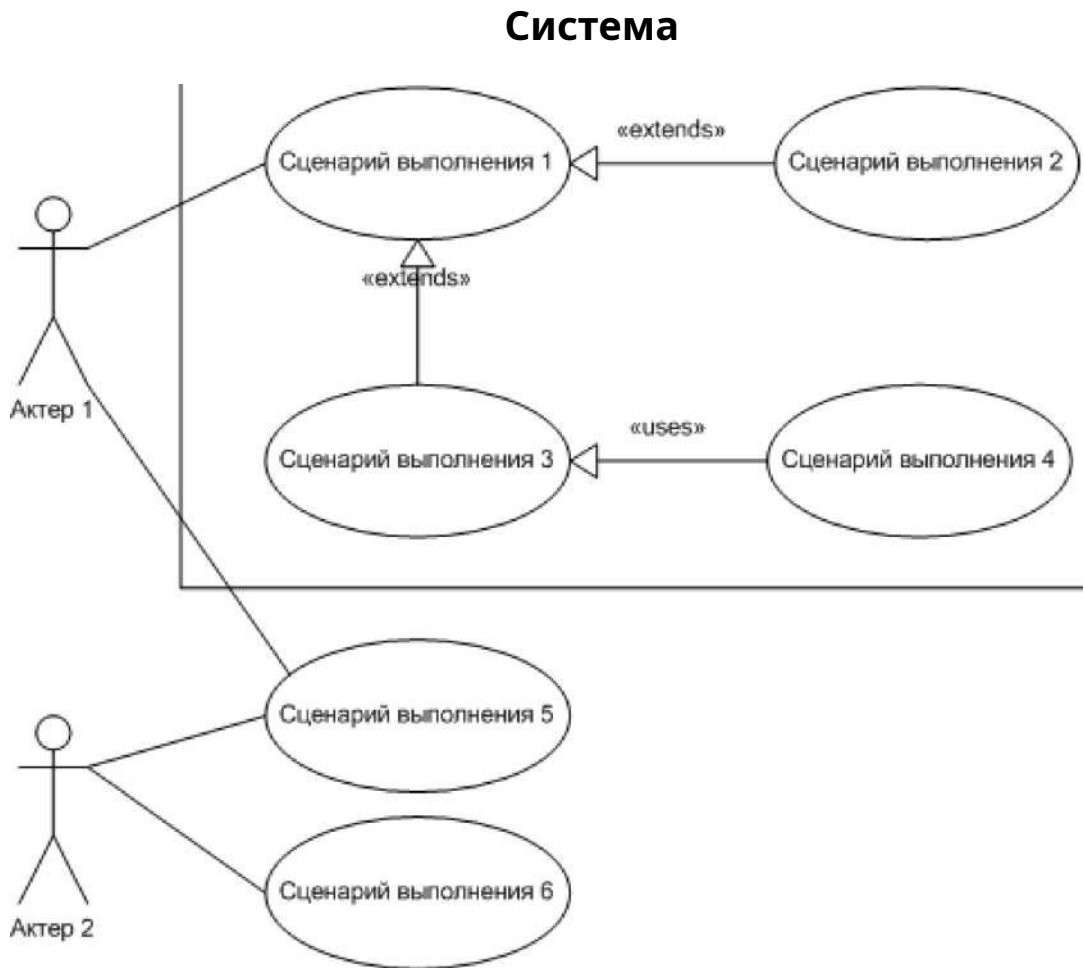 Система
«extends»
Сценарий выполнения 1
Сценарий выполнения 2
«extends»
Актер 1
«uses»
Сценарий выполнения 3
Сценарий выполнения 4
Сценарий выполнения 5
Сценарий выполнения 6
Актер 2